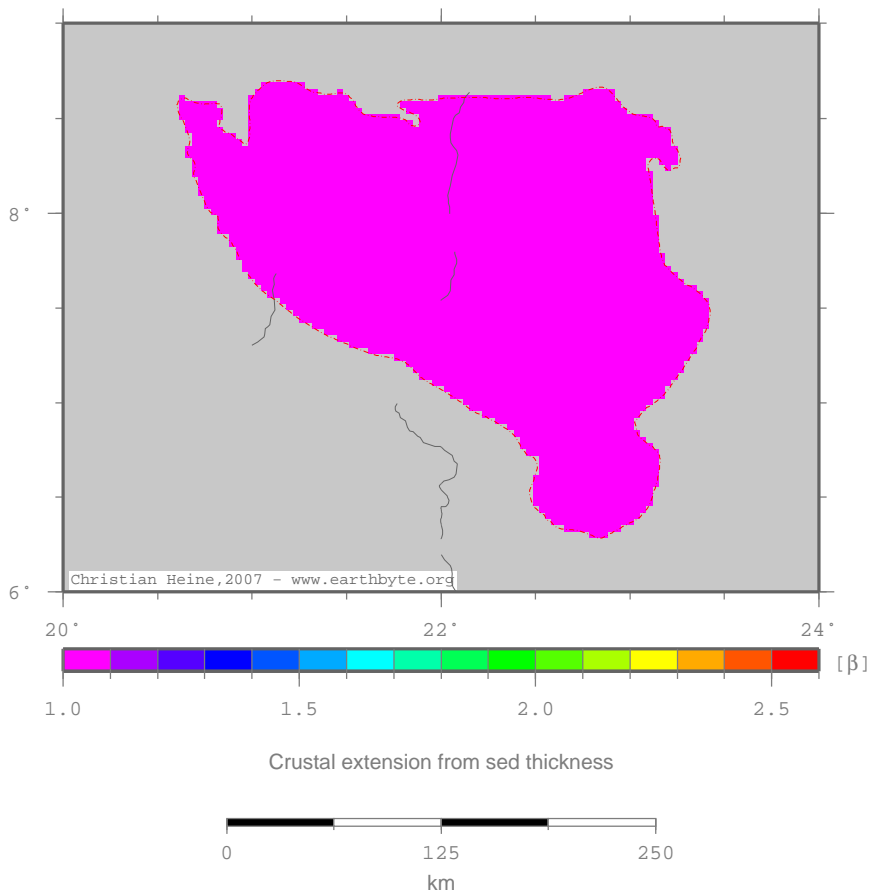 8°
6°
Christian Heine,2007 - www.earthbyte.org
20° 22° 24°
[β]
1.0 1.5 2.0 2.5
Crustal extension from sed thickness
0 125 250
km